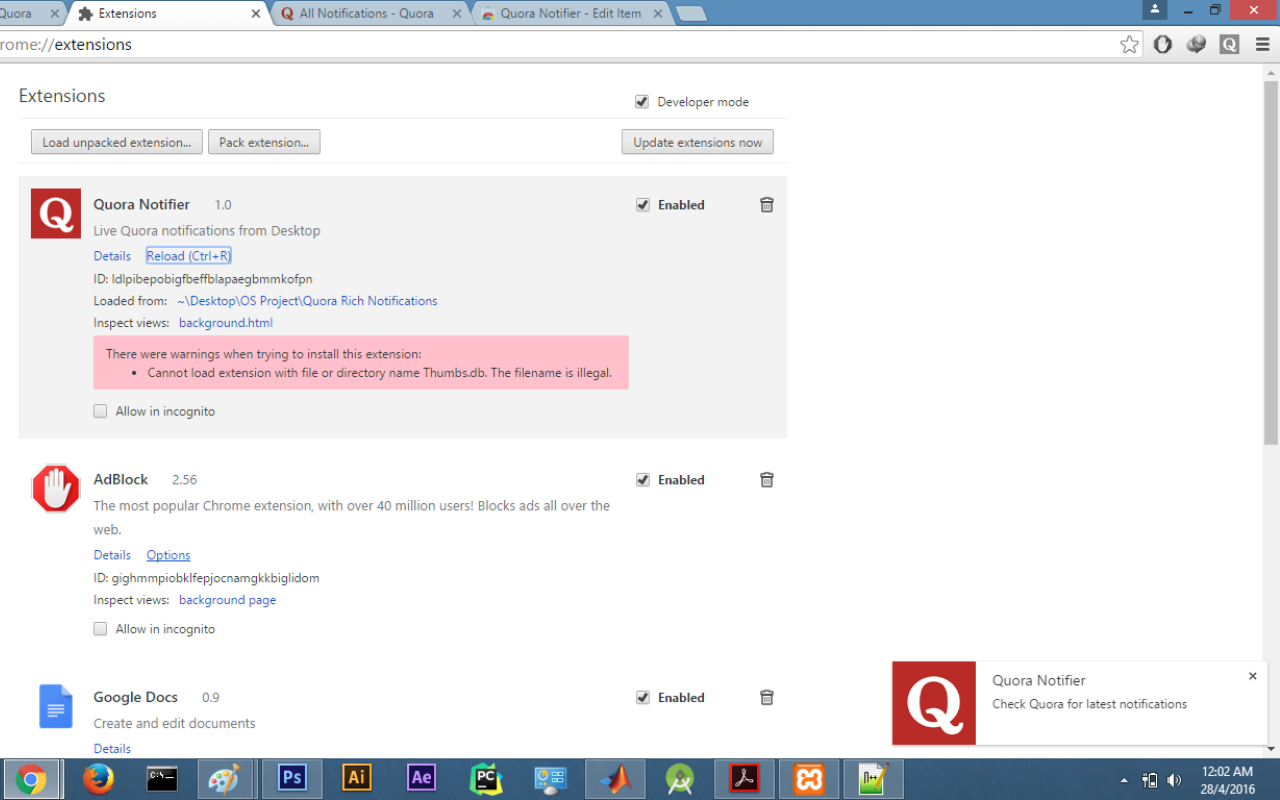 Quora
Extensions
All Notifications - Quora
Quora Notifier - Edit Item
rome://extensions
Extensions
Developer mode
Load unpacked extension...
Pack extension...
Update extensions now
Quora Notifier 1.0
Enabled
Live Quora notifications from Desktop
Details Reload (Ctrl+R)
ID: ldlpibepobigfbeffblapaegbmmkofpn
Loaded from: ~\Desktop\OS Project\Quora Rich Notifications
Inspect views: background.html
There were warnings when trying to install this extension:
• Cannot load extension with file or directory name Thumbs.db. The filename is illegal.
Allow in incognito
AdBlock 2.56
Enabled
The most popular Chrome extension, with over 40 million users! Blocks ads all over the
web.
Details Options
ID: gighmmpiobklfepjocnamgkkbiglidom
Inspect views: background page
Allow in incognito
Google Docs 0.9
Enabled
Create and edit documents
Details
Q
Quora Notifier
Check Quora for latest notifications
Ps
Ai
Ae
PC
12:02 AM
28/4/2016